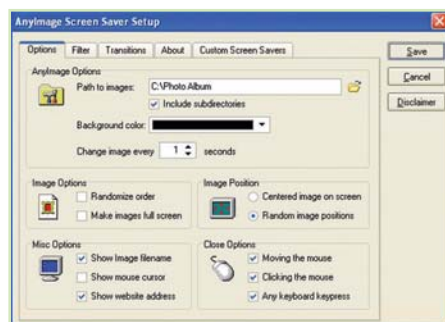 AnyImage Screen Saver Setup
Options Filter Transitions About Custom Screen Savers
Save
Cancel
Disclaimer
AnyImage Options
Path to images: C:\Photo Album
Include subdirectories
Background color:
Change image every 1 seconds
Image Options
Randomize order
Make images full screen
Image Position
Centered image on screen
Random image positions
Misc Options
Show Image filename
Show mouse cursor
Show website address
Close Options
Moving the mouse
Clicking the mouse
Any keyboard keypress